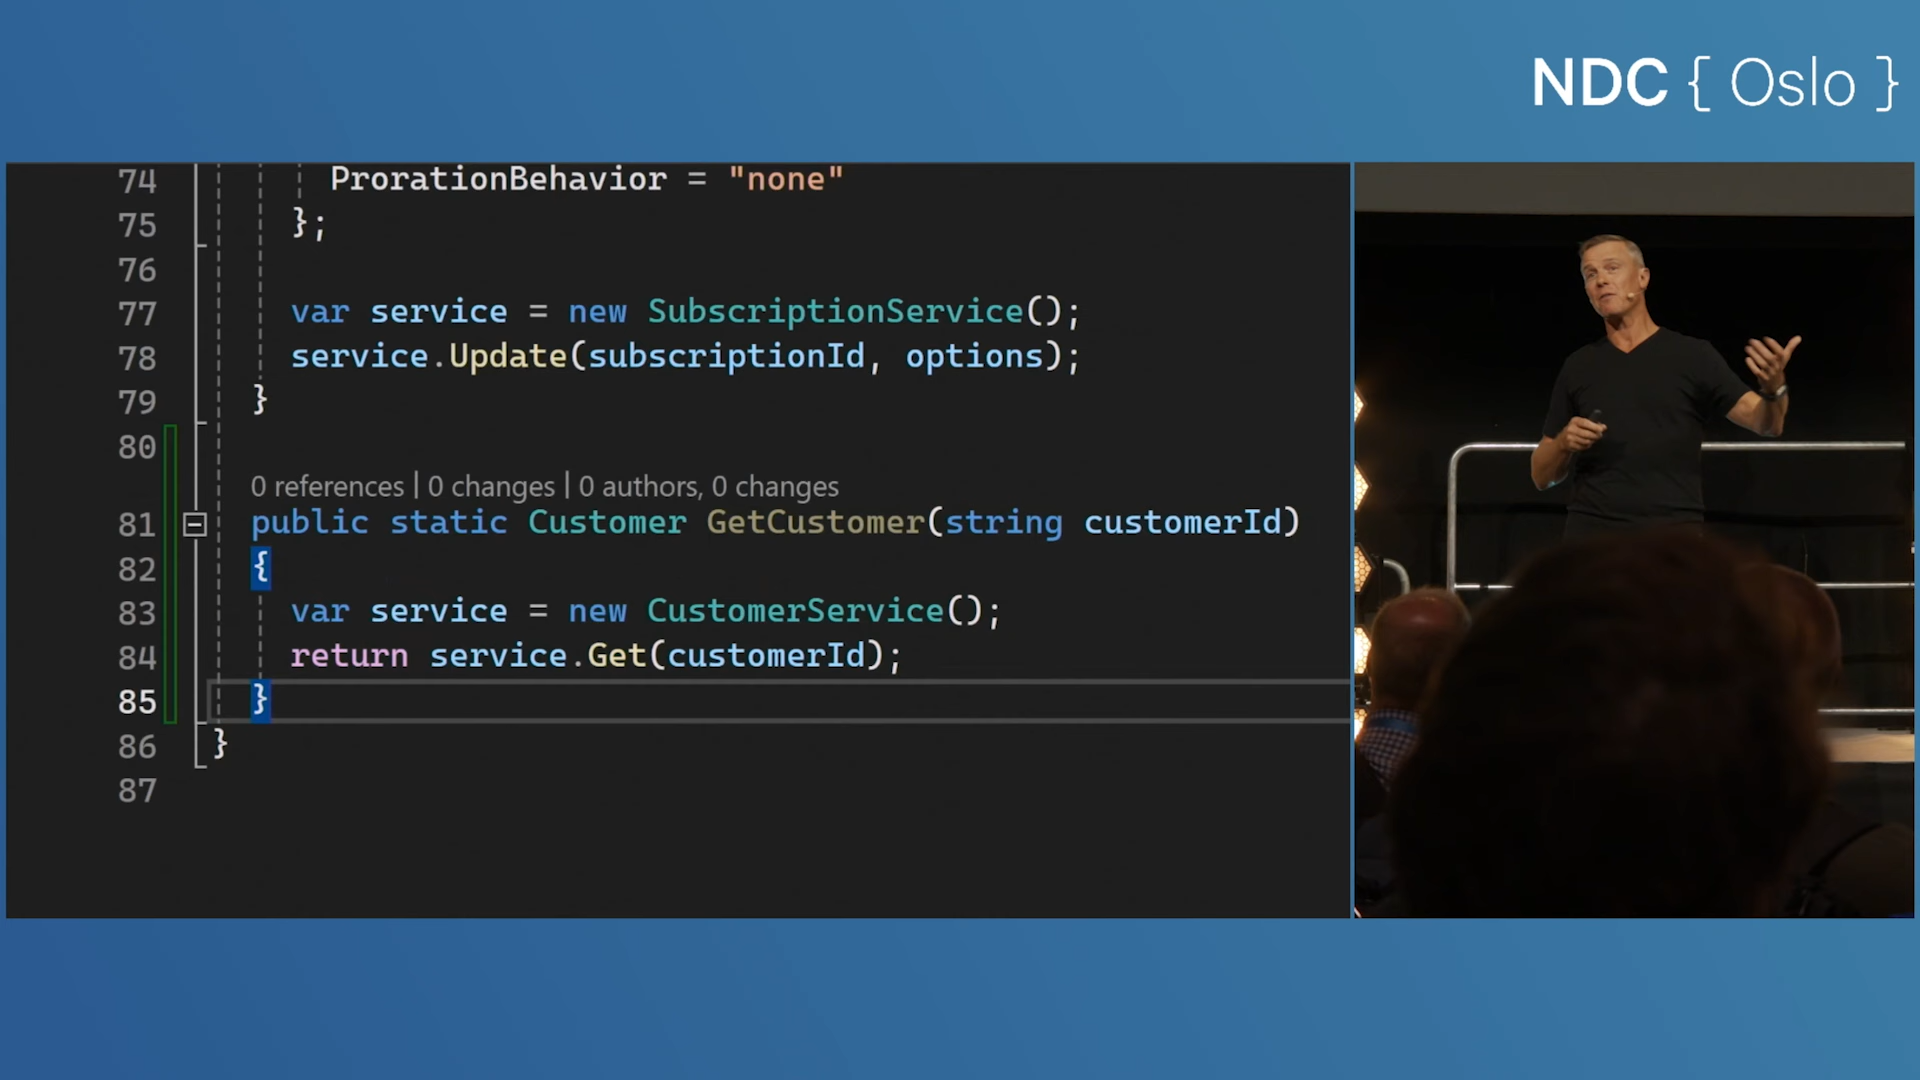 NDC { Oslo }
74 ProrationBehavior = "none"
75 };
76
77 var service = new SubscriptionService();
78 service.Update(subscriptionId, options);
79 }
80
0 references | 0 changes | 0 authors, 0 changes
81 public static Customer GetCustomer(string customerId)
82 {
83 var service = new CustomerService();
84 return service.Get(customerId);
85 }
86 }
87